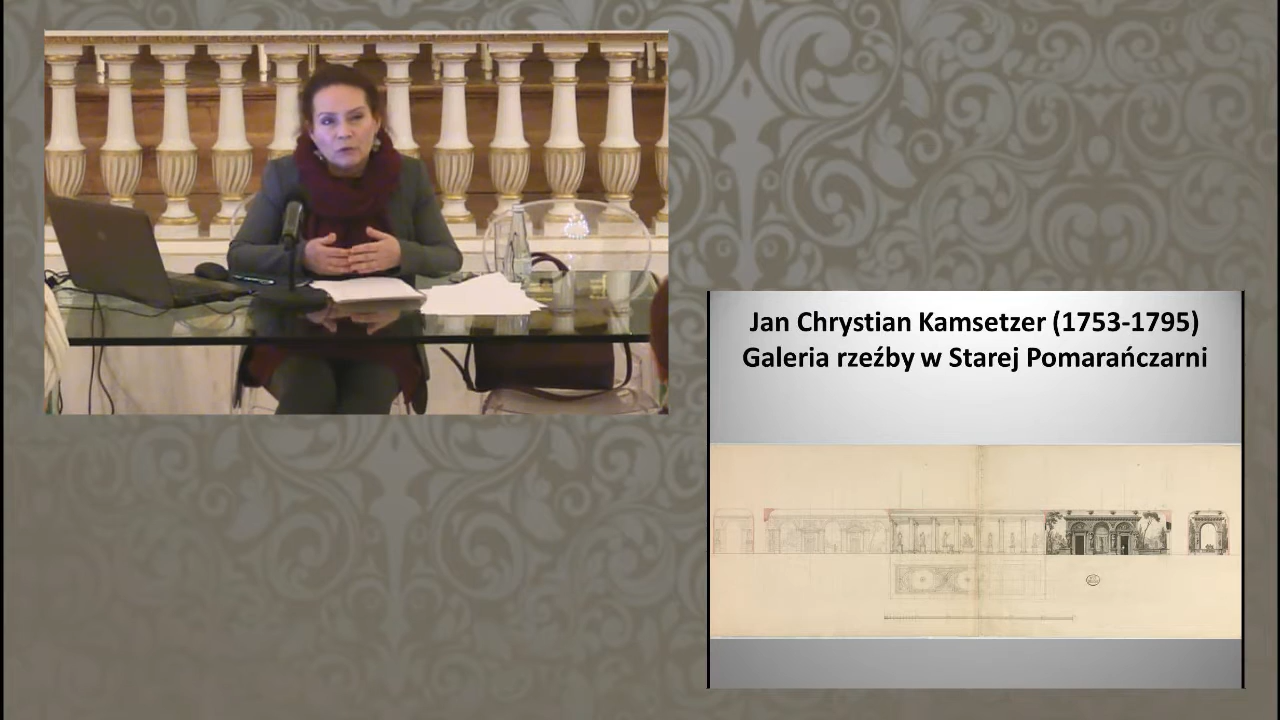 Jan Chrystian Kamsetzer (1753-1795)
Galeria rzeźby w Starej Pomarańczarni